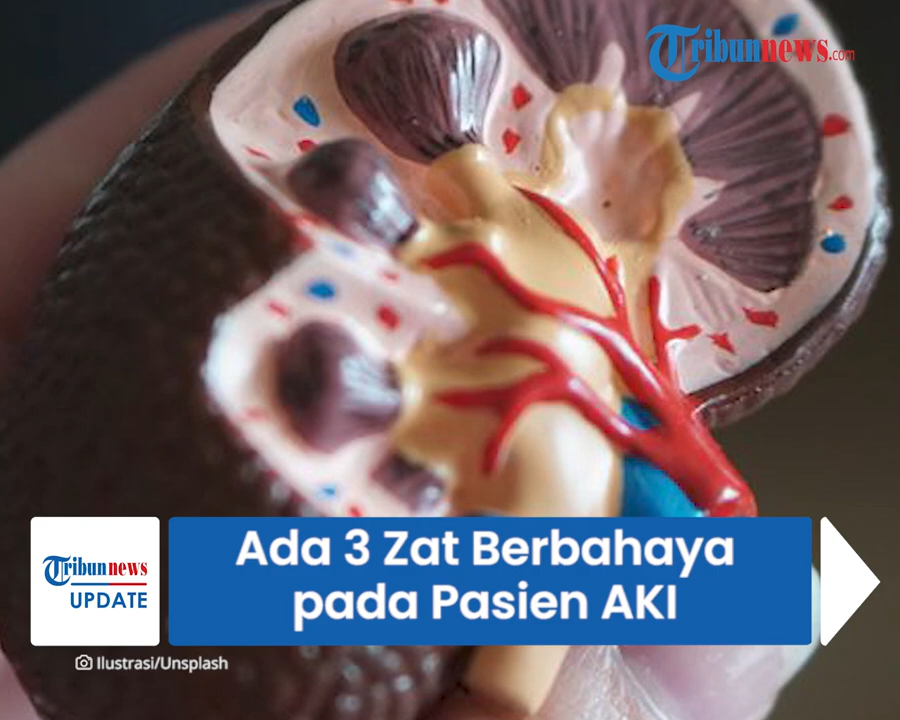 Tribunnews.com
Ada 3 Zat Berbahaya
pada Pasien AKI
Tribunnews
UPDATE
Ilustrasi/Unsplash